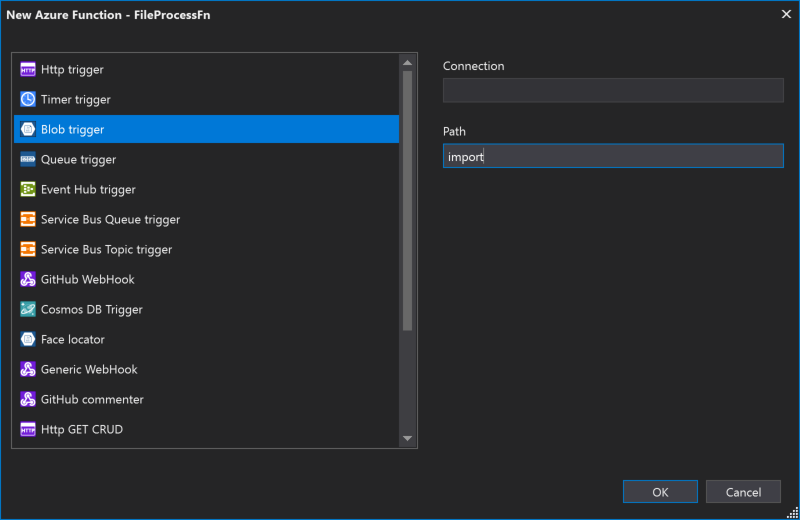 New Azure Function - FileProcessFn
Http trigger
Timer trigger
Blob trigger
Queue trigger
Event Hub trigger
Service Bus Queue trigger
Service Bus Topic trigger
GitHub WebHook
Cosmos DB Trigger
Face locator
Generic WebHook
GitHub commenter
Http GET CRUD
Connection
Path
import
OK
Cancel